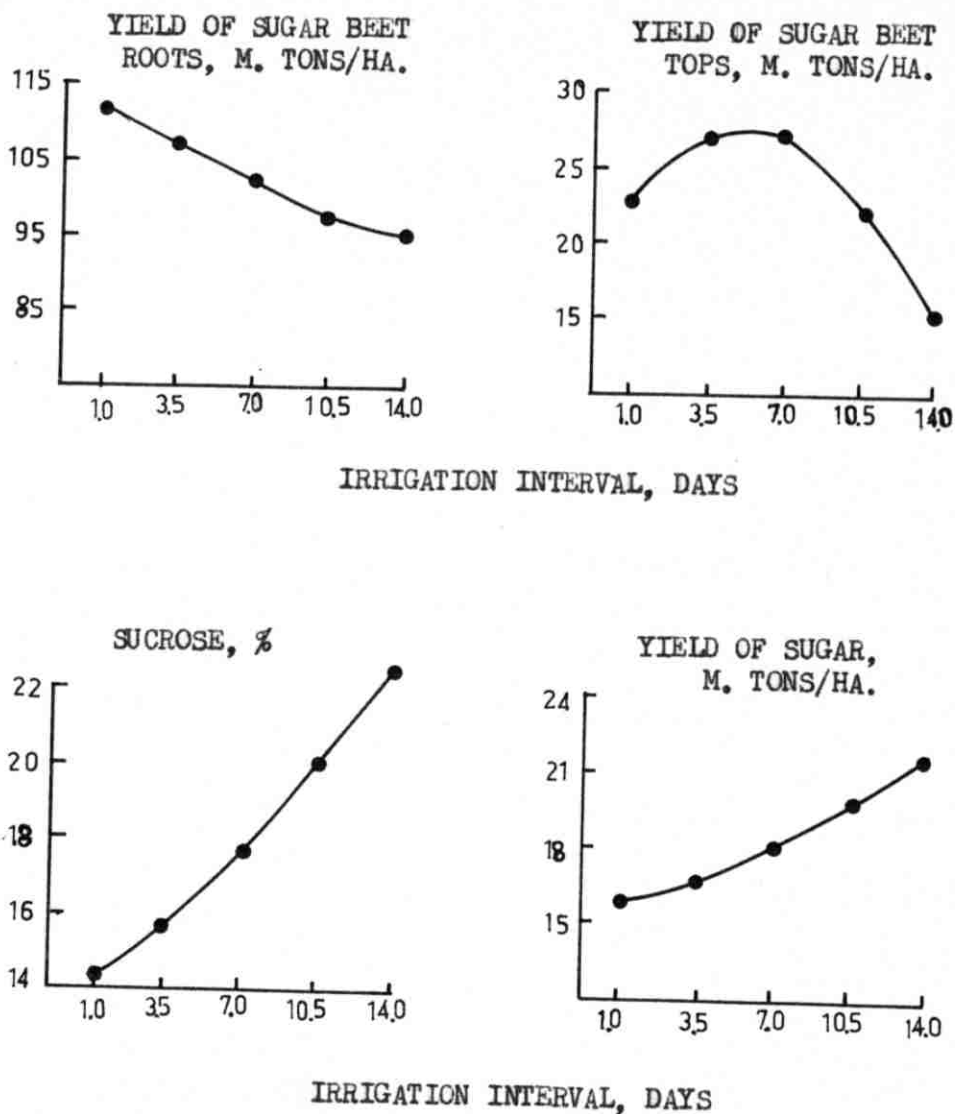 YIELD OF SUGAR BEET
ROOTS, M. TONS/HA.
115
105
95
85
1.0 3.5 7.0 10.5 14.0
YIELD OF SUGAR BEET
TOPS, M. TONS/HA.
30
25
20
15
1.0 3.5 7.0 10.5 14.0
IRRIGATION INTERVAL, DAYS
SUCROSE, %
22
20
18
16
14
1.0 3.5 7.0 10.5 14.0
YIELD OF SUGAR,
M. TONS/HA.
24
21
18
15
1.0 3.5 7.0 10.5 14.0
IRRIGATION INTERVAL, DAYS